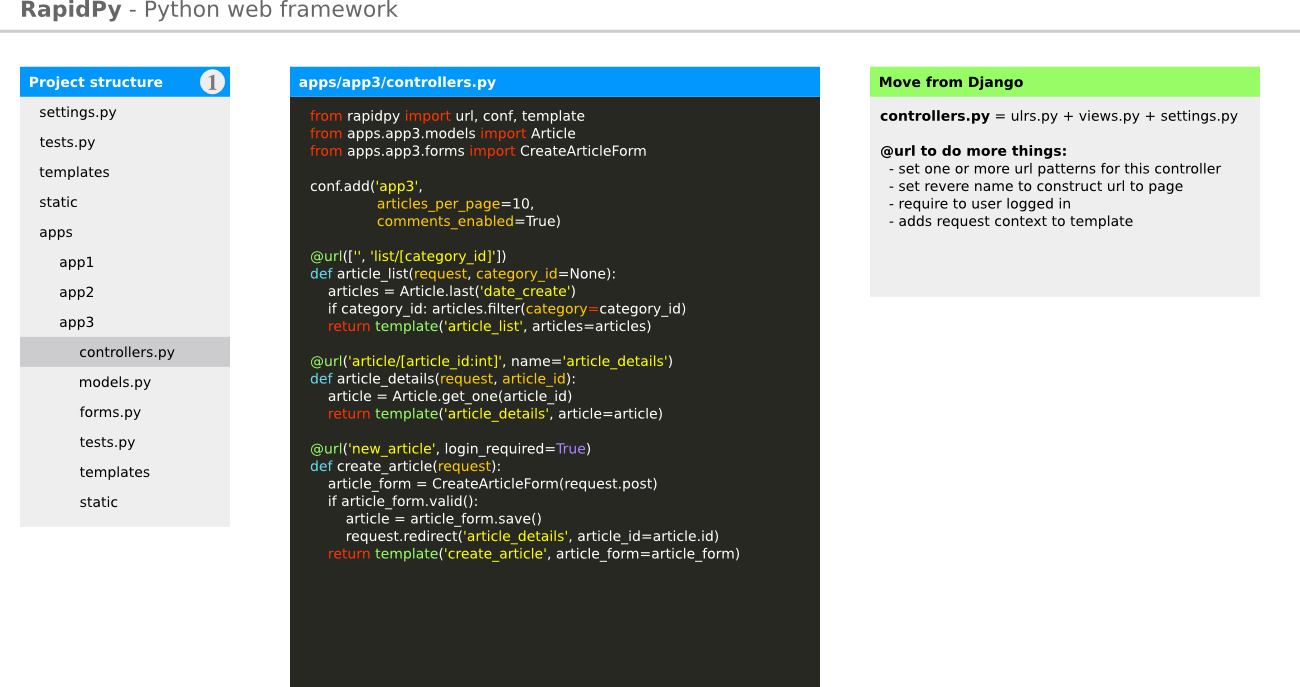 RapidPy - Python web framework
Project structure 1
settings.py
tests.py
templates
static
apps
app1
app2
app3
controllers.py
models.py
forms.py
tests.py
templates
static
apps/app3/controllers.py
from rapidpy import url, conf, template
from apps.app3.models import Article
from apps.app3.forms import CreateArticleForm
conf.add('app3',
articles_per_page=10,
comments_enabled=True)
@url(['', 'list/[category_id]'])
def article_list(request, category_id=None):
articles = Article.last('date_create')
if category_id: articles.filter(category=category_id)
return template('article_list', articles=articles)
@url('article/[article_id:int]', name='article_details')
def article_details(request, article_id):
article = Article.get_one(article_id)
return template('article_details', article=article)
@url('new_article', login_required=True)
def create_article(request):
article_form = CreateArticleForm(request.post)
if article_form.valid():
article = article_form.save()
request.redirect('article_details', article_id=article.id)
return template('create_article', article_form=article_form)
Move from Django
controllers.py = ulrs.py + views.py + settings.py
@url to do more things:
- set one or more url patterns for this controller
- set revere name to construct url to page
- require to user logged in
- adds request context to template